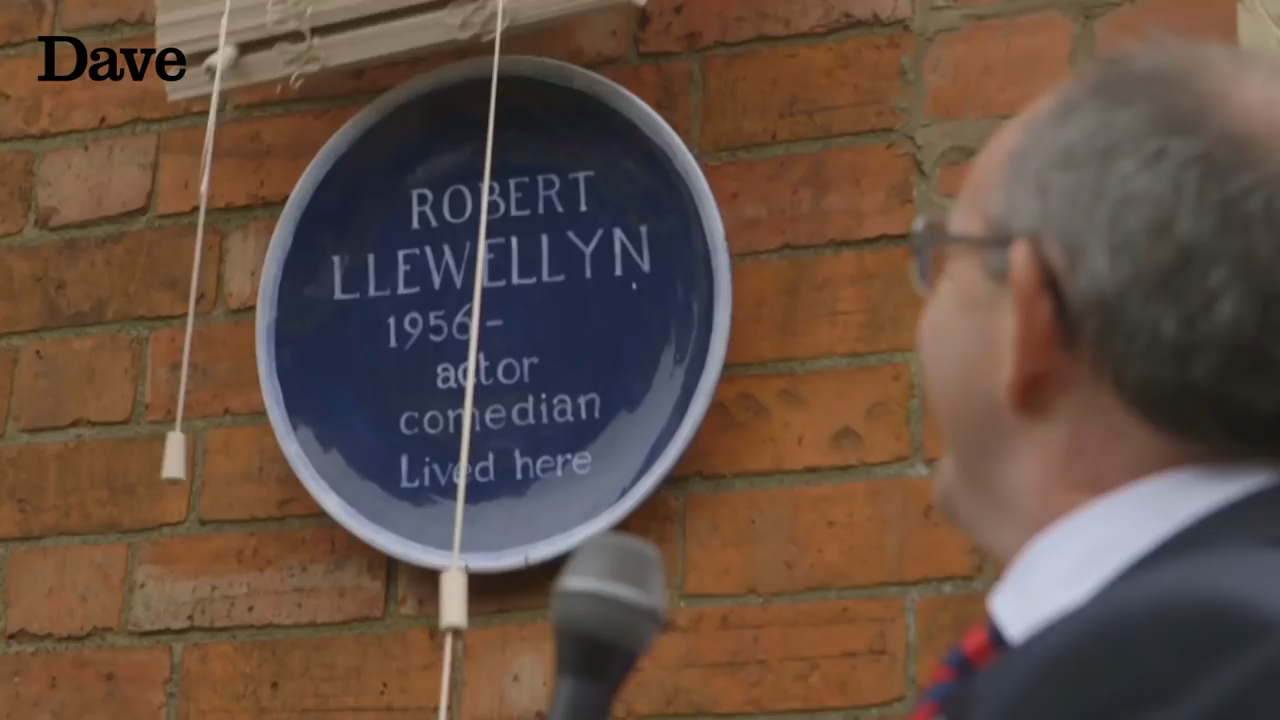 Dave
ROBERT
LLEWELLYN
1956-
actor
comedian
Lived here